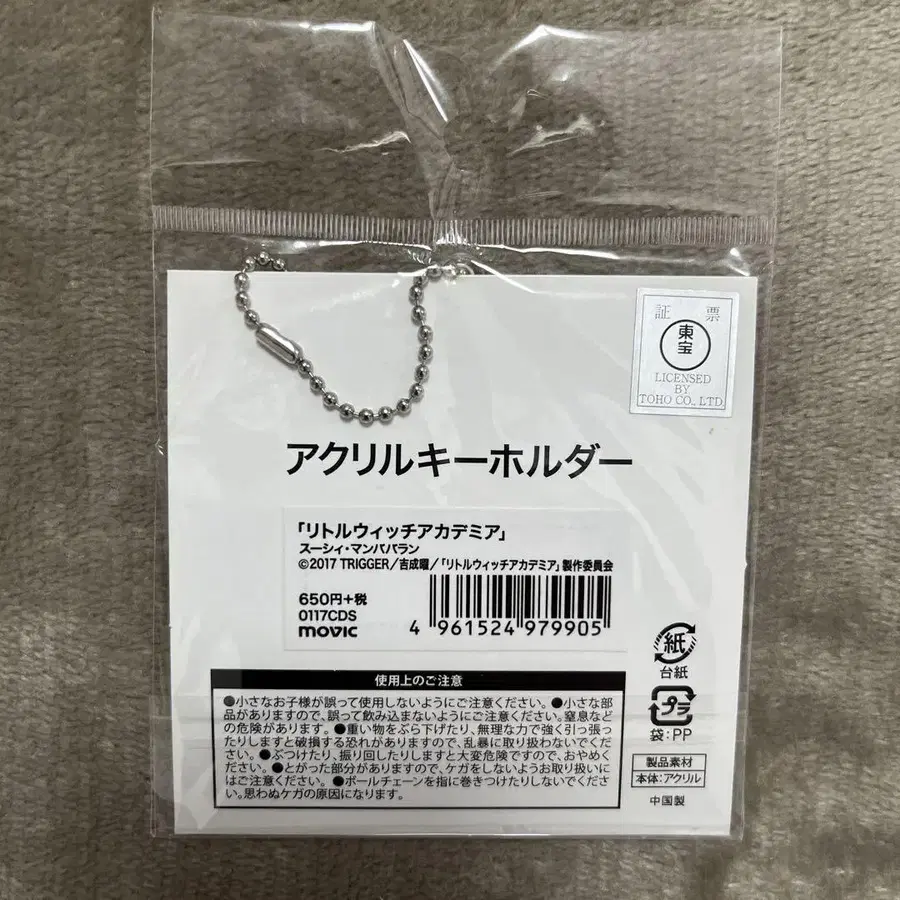 証 票
東宝
LICENSED
BY
TOHO CO., LTD.
アクリルキーホルダー
「リトルウィッチアカデミア」
スーシィ・マンババラン
©2017 TRIGGER/吉成曜/「リトルウィッチアカデミア」製作委員会
650円+税
0117CDS
movic
4 961524 979905
紙
台紙
プラ
袋:PP
使用上のご注意
●小さなお子様が誤って使用しないようにご注意ください。●小さな部
品がありますので、誤って飲み込まないようにご注意ください。窒息など
の危険があります。●重い物をぶら下げたり、無理な力で強く引っ張っ
たりしますと破損する恐れがありますので、乱暴に取り扱わないでくだ
さい。●ぶつけたり、振り回したりしますと大変危険ですので、おやめく
ださい。●とがった部分がありますので、ケガをしないようお取り扱いに
はご注意ください。●ボールチェーンを指に巻きつけたりしないでくだ
さい。思わぬケガの原因になります。
製品素材
本体:アクリル
中国製